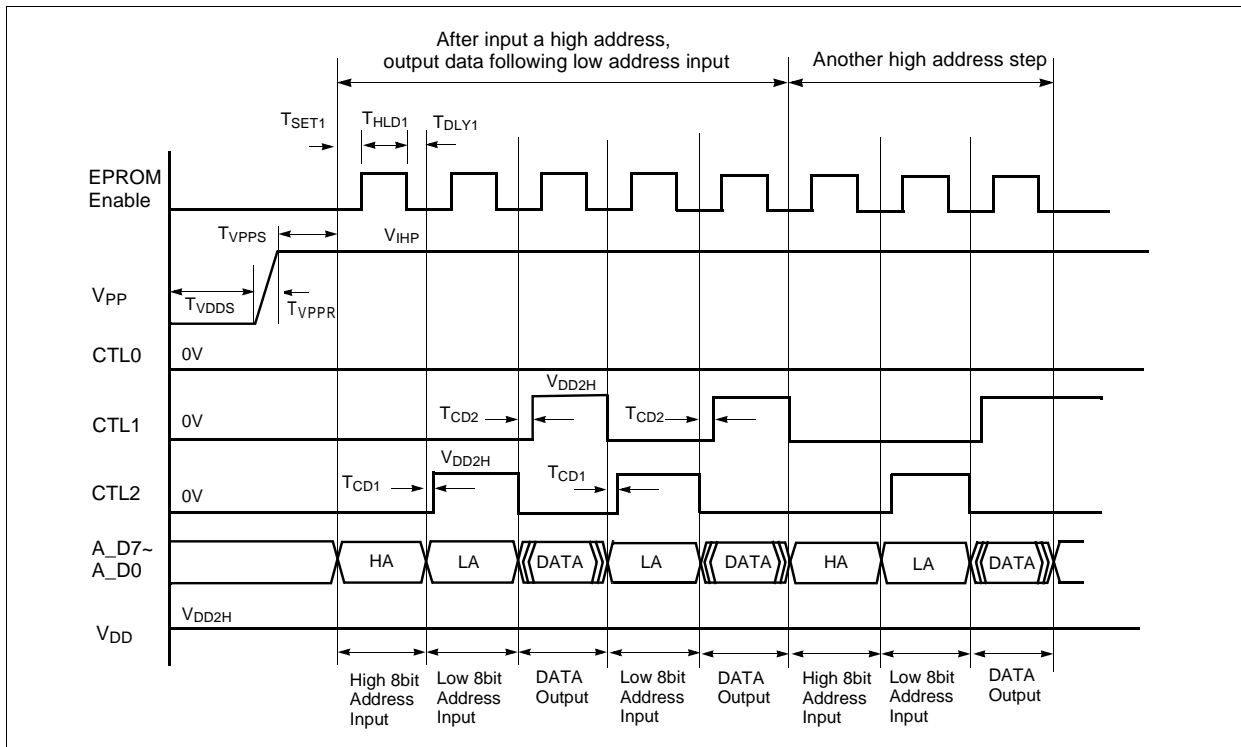 After input a high address,
output data following low address input
Another high address step
TSET1
THLD1
TDLY1
EPROM
Enable
TVPPS
VIHP
VPP
TVDDS
TVPPR
CTL0
0V
VDD2H
TCD2
TCD2
CTL1
0V
VDD2H
TCD1
TCD1
CTL2
0V
A_D7~
A_D0
HA
LA
DATA
LA
DATA
HA
LA
DATA
VDD2H
VDD
High 8bit
Address
Input
Low 8bit
Address
Input
DATA
Output
Low 8bit
Address
Input
DATA
Output
High 8bit
Address
Input
Low 8bit
Address
Input
DATA
Output